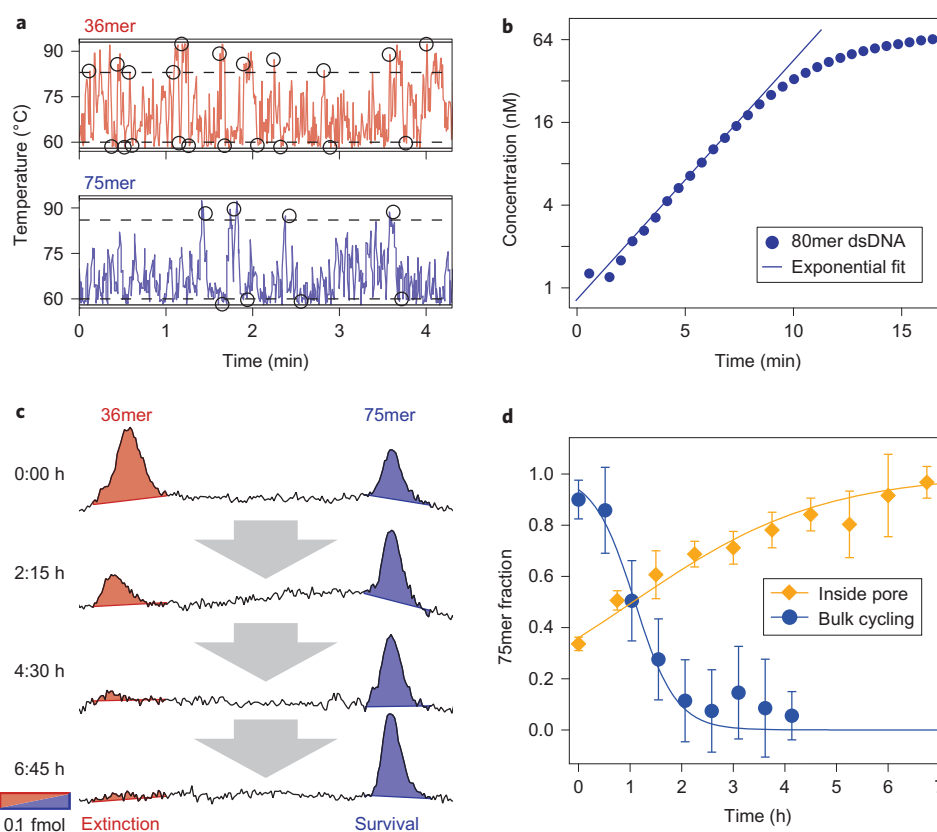 a
36mer
90
75
60
75mer
90
75
60
Temperature (°C)
0 1 2 3 4
Time (min)
b
64
16
4
1
Concentration (nM)
80mer dsDNA
Exponential fit
0 5 10 15
Time (min)
c
36mer 75mer
0:00 h
2:15 h
4:30 h
6:45 h
0.1 fmol
Extinction Survival
d
1.0
0.8
0.6
0.4
0.2
0.0
75mer fraction
Inside pore
Bulk cycling
0 1 2 3 4 5 6 7
Time (h)